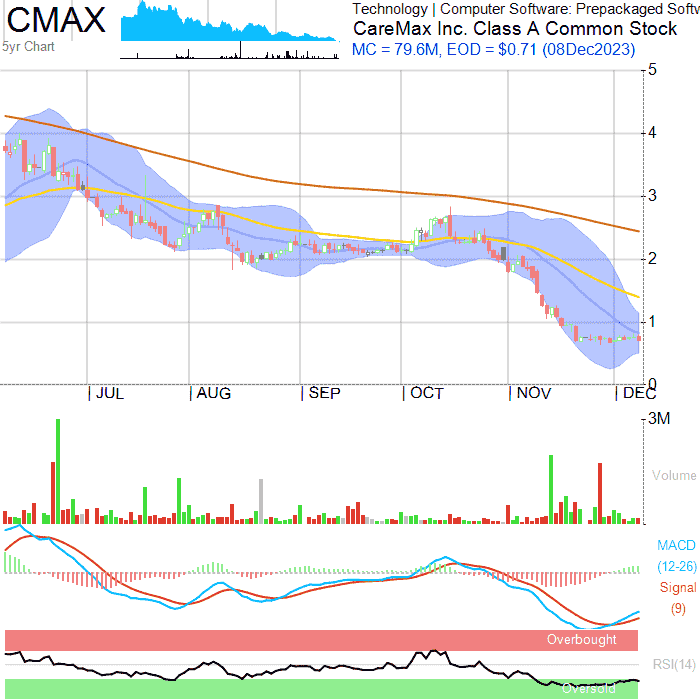 CMAX
5yr Chart
Technology | Computer Software: Prepackaged Softw
CareMax Inc. Class A Common Stock
MC = 79.6M, EOD = $0.71 (08Dec2023)
5
4
3
2
1
0
JUL AUG SEP OCT NOV DEC
3M
Volume
MACD
(12-26)
Signal
(9)
Overbought
RSI(14)
Oversold